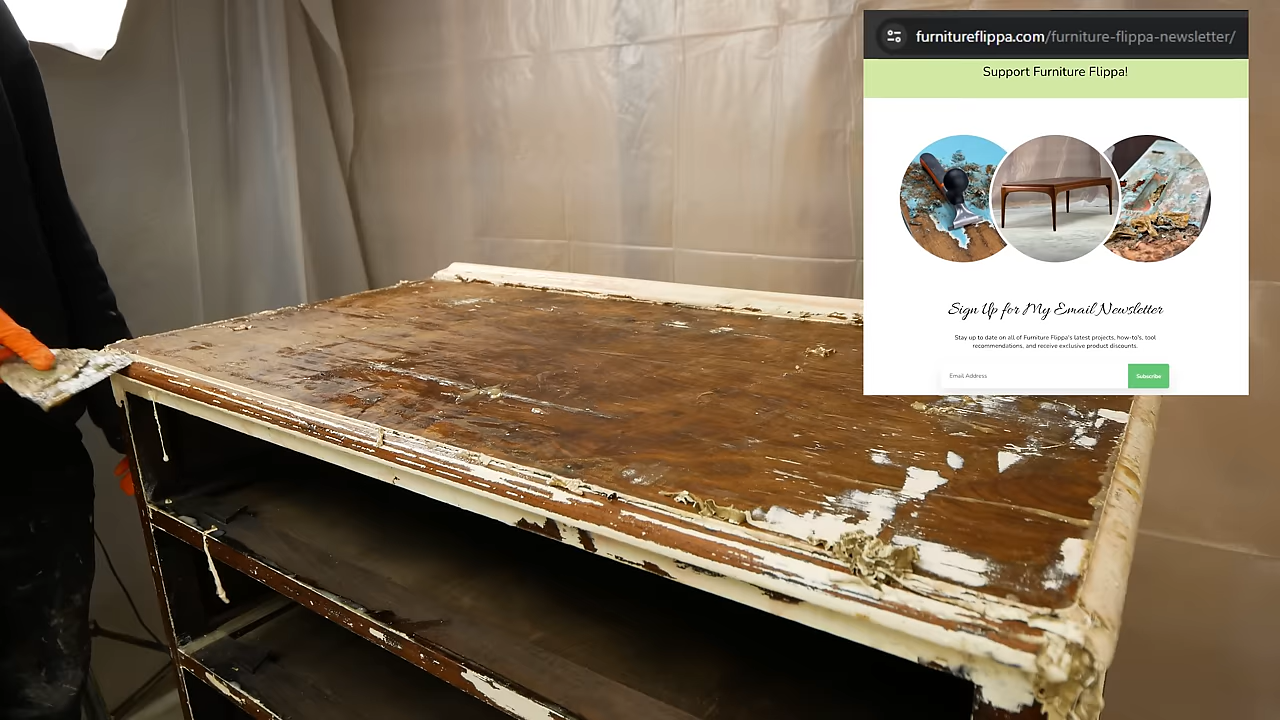 furnitureflippa.com/furniture-flippa-newsletter/
Support Furniture Flippa!
Sign Up for My Email Newsletter
Stay up to date on all of Furniture Flippa's latest projects, how-to's, tool
recommendations, and receive exclusive product discounts.
Email Address
Subscribe